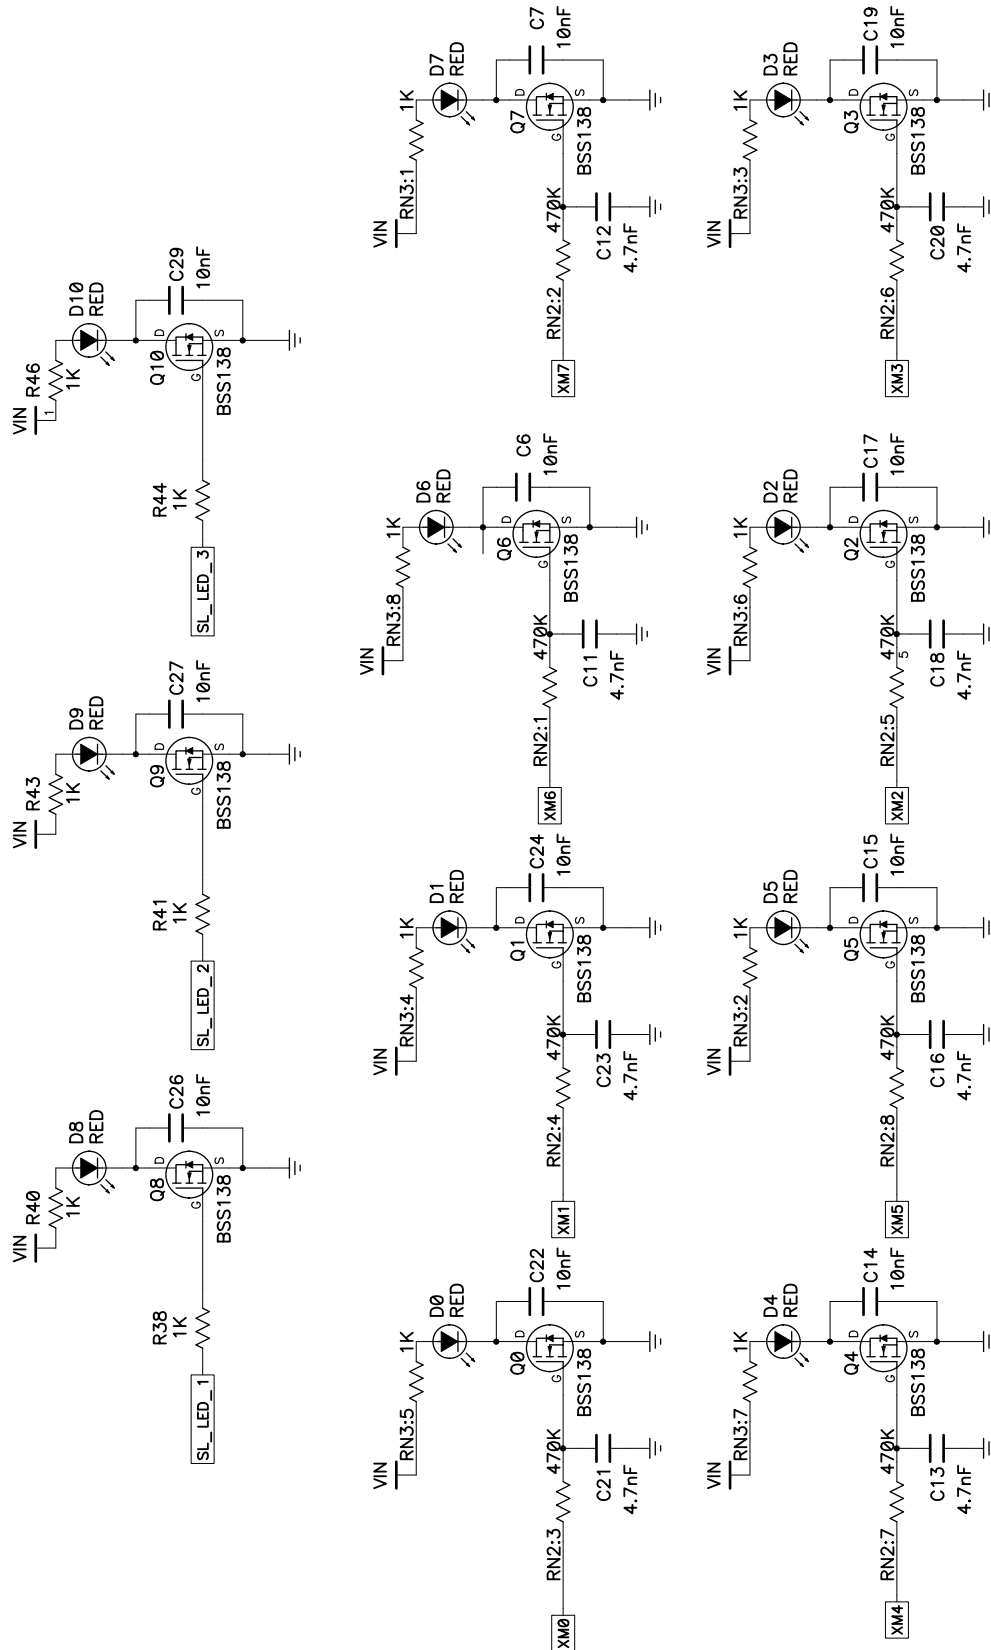 VIN
R40
1K
D8
RED
C26
10nF
Q8
D
S
G
BSS138
R38
1K
SL_LED_1
VIN
R43
1K
D9
RED
C27
10nF
Q9
D
S
G
BSS138
R41
1K
SL_LED_2
VIN
1
R46
1K
D10
RED
C29
10nF
Q10
D
S
G
BSS138
R44
1K
SL_LED_3
VIN
RN3:5
1K
D0
RED
C22
10nF
Q0
D
S
G
BSS138
470K
RN2:3
C21
4.7nF
XM0
VIN
RN3:4
1K
D1
RED
C24
10nF
Q1
D
S
G
BSS138
470K
RN2:4
C23
4.7nF
XM1
VIN
RN3:8
1K
D6
RED
C6
10nF
Q6
D
S
G
BSS138
470K
RN2:1
C11
4.7nF
XM6
VIN
RN3:1
1K
D7
RED
C7
10nF
Q7
D
S
G
BSS138
470K
RN2:2
C12
4.7nF
XM7
VIN
RN3:7
1K
D4
RED
C14
10nF
Q4
D
S
G
BSS138
470K
RN2:7
C13
4.7nF
XM4
VIN
RN3:2
1K
D5
RED
C15
10nF
Q5
D
S
G
BSS138
470K
RN2:8
C16
4.7nF
XM5
VIN
RN3:6
1K
D2
RED
C17
10nF
Q2
D
S
G
BSS138
470K
5
RN2:5
C18
4.7nF
XM2
VIN
RN3:3
1K
D3
RED
C19
10nF
Q3
D
S
G
BSS138
470K
RN2:6
C20
4.7nF
XM3